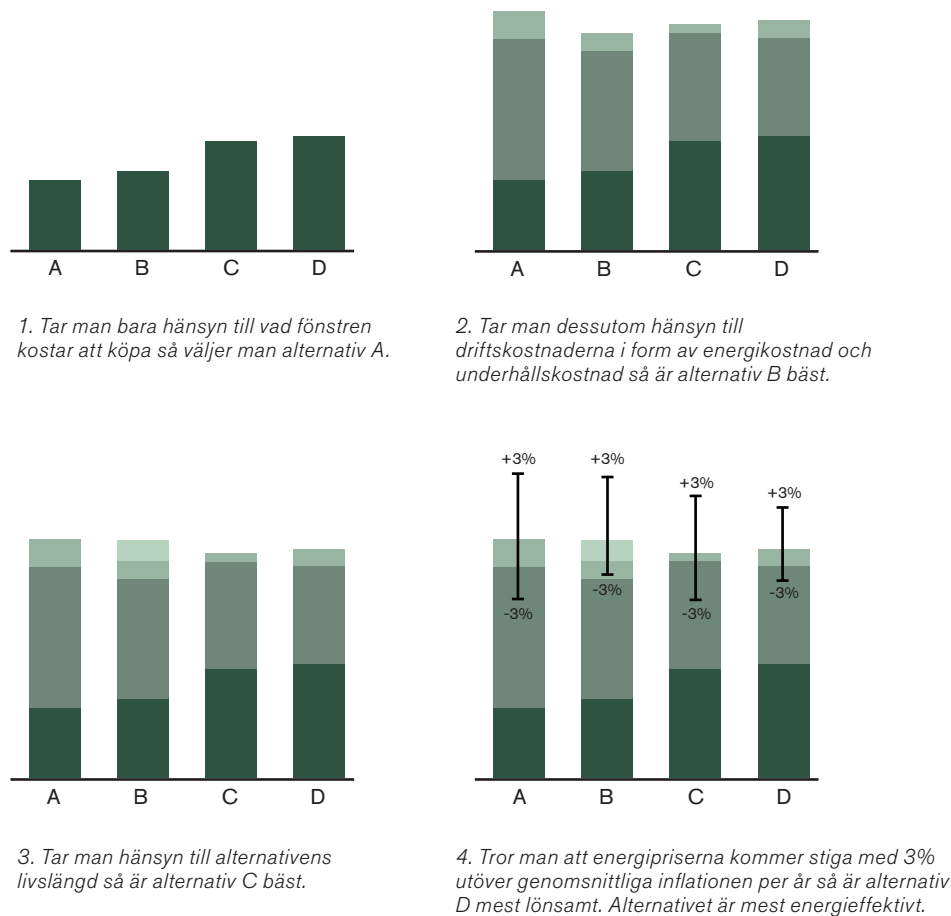 A B C D
1. Tar man bara hänsyn till vad fönstren
kostar att köpa så väljer man alternativ A.
A B C D
2. Tar man dessutom hänsyn till
driftskostnaderna i form av energikostnad och
underhållskostnad så är alternativ B bäst.
A B C D
3. Tar man hänsyn till alternativens
livslängd så är alternativ C bäst.
+3% +3% +3% +3%
-3% -3% -3% -3%
A B C D
4. Tror man att energipriserna kommer stiga med 3%
utöver genomsnittliga inflationen per år så är alternativ
D mest lönsamt. Alternativet är mest energieffektivt.